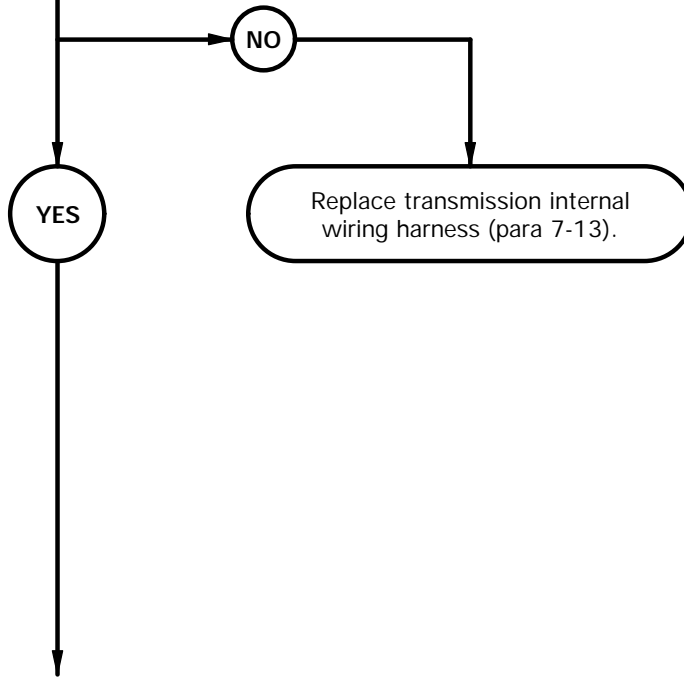 NO
YES
Replace transmission internal
wiring harness (para 7-13).